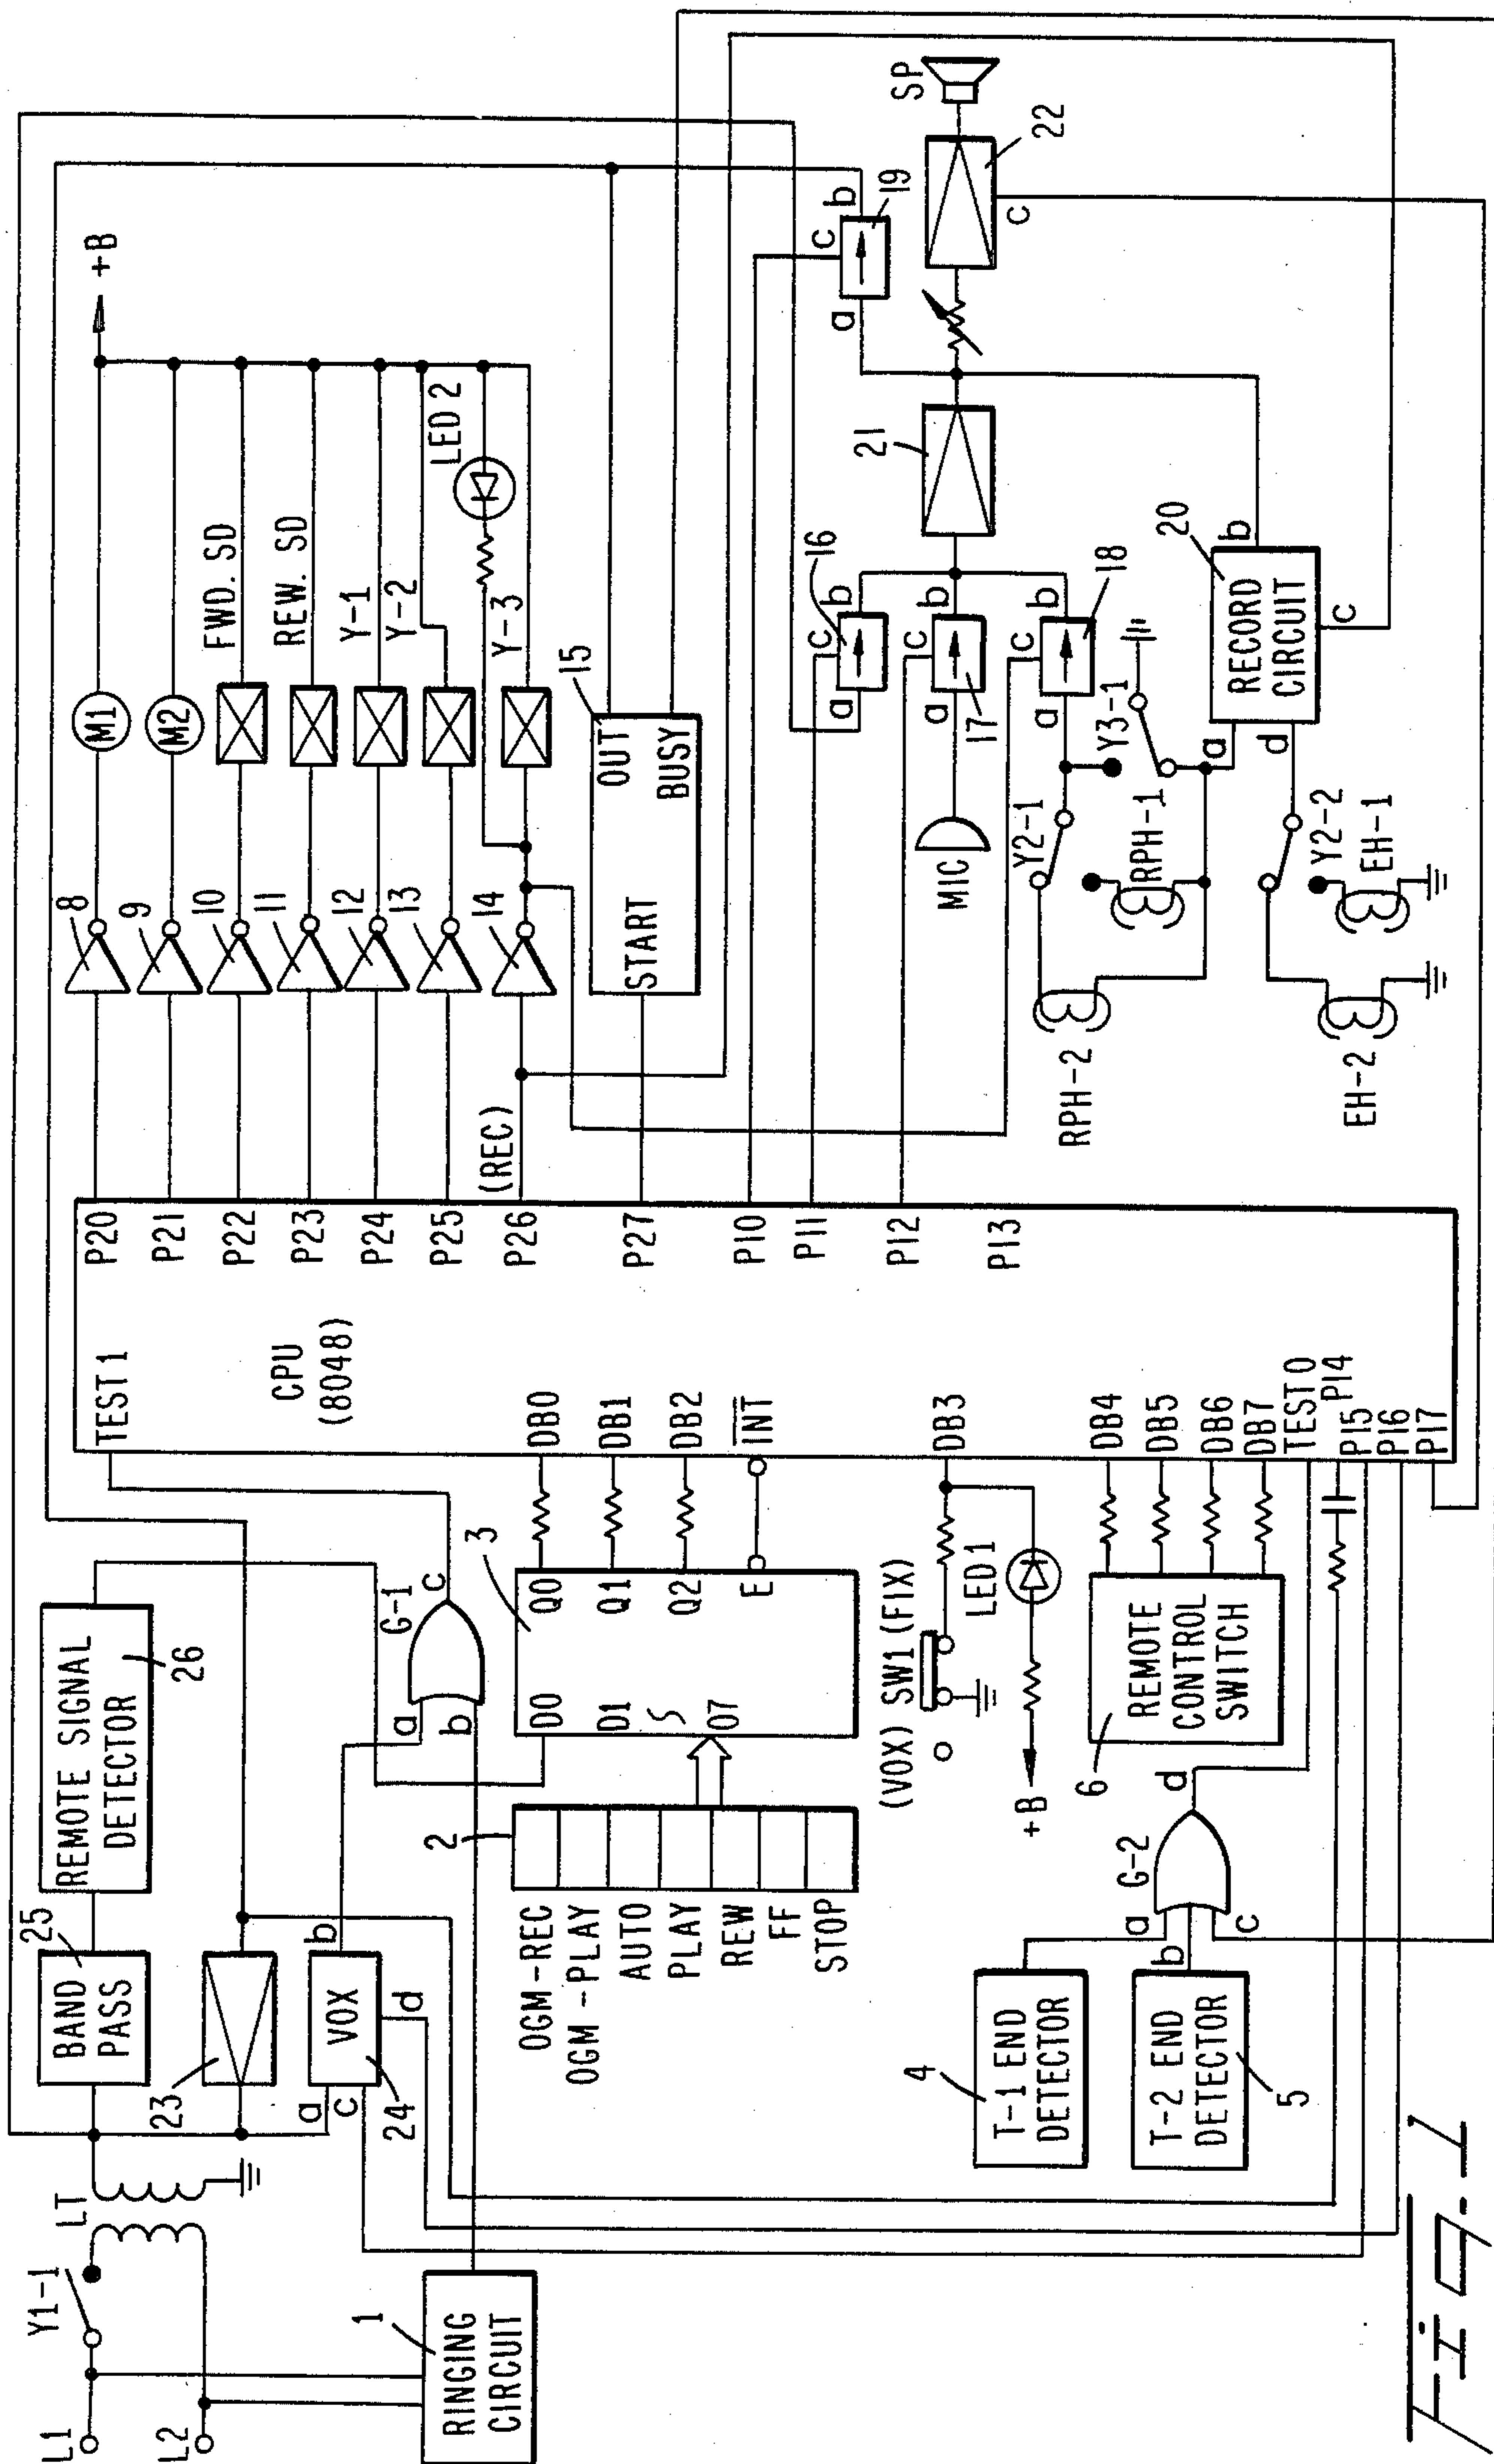 L1
L2
Y1-1
LT
1
RINGING
CIRCUIT
BAND
PASS
25
REMOTE SIGNAL
DETECTOR
26
23
VOX
a
b
c
d
24
G-1
a
b
c
TEST 1
CPU
(8048)
2
OGM-REC
OGM-PLAY
AUTO
PLAY
REW
FF
STOP
3
D0
D1
07
Q0
Q1
Q2
E
DB0
DB1
DB2
INT
(VOX) SW1 (FIX)
DB3
LED1
+B
6
REMOTE
CONTROL
SWITCH
DB4
DB5
DB6
DB7
TEST 0
P14
P15
P16
P17
4
T-1 END
DETECTOR
T-2 END
DETECTOR
5
G-2
a
b
c
d
P20
P21
P22
P23
P24
P25
P26
P27
P10
P11
P12
P13
(REC)
8
9
10
11
12
13
14
M1
M2
FWD. SD
REW. SD
Y-1
Y-2
Y-3
LED 2
+B
15
START
OUT
BUSY
16
a
b
c
17
a
b
c
18
a
b
c
19
a
b
c
MIC
21
22
c
SP
Y2-1
Y3-1
RPH-1
RPH-2
20
RECORD
CIRCUIT
a
b
c
d
Y2-2
EH-1
EH-2
Fig.1